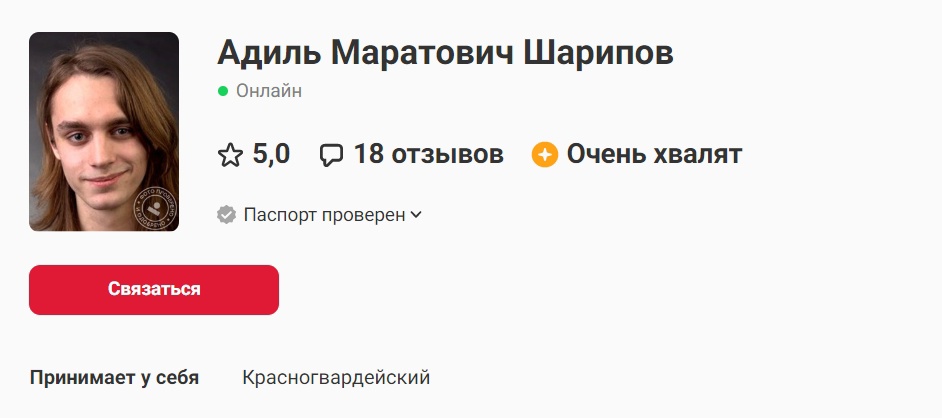 Адиль Маратович Шарипов
Онлайн
5,0 18 отзывов Очень хвалят
Паспорт проверен
Связаться
Принимает у себя Красногвардейский